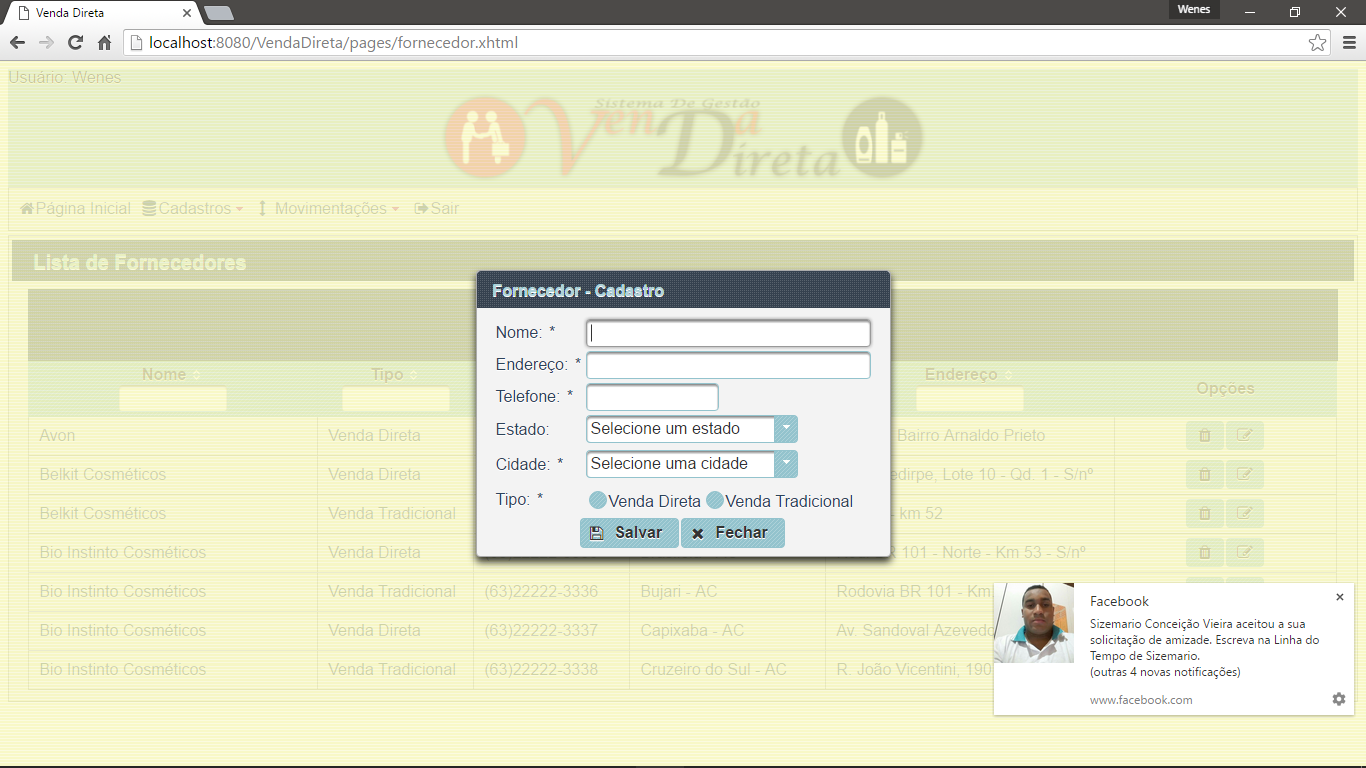 Venda Direta
Wenes
localhost:8080/VendaDireta/pages/fornecedor.xhtml
Usuário: Wenes
Sistema De Gestão
VenDa
Direta
Página Inicial Cadastros Movimentações Sair
Lista de Fornecedores
Fornecedor - Cadastro
Nome: *
Endereço: *
Telefone: *
Estado: Selecione um estado
Cidade: * Selecione uma cidade
Tipo: * Venda Direta Venda Tradicional
Salvar Fechar
Nome Tipo Endereço Opções
Avon Venda Direta Bairro Arnaldo Prieto
Belkit Cosméticos Venda Direta edirpe, Lote 10 - Qd. 1 - S/nº
Belkit Cosméticos Venda Tradicional - km 52
Bio Instinto Cosméticos Venda Direta 101 - Norte - Km 53 - S/nº
Bio Instinto Cosméticos Venda Tradicional (63)22222-3336 Bujari - AC Rodovia BR 101 - Km
Bio Instinto Cosméticos Venda Direta (63)22222-3337 Capixaba - AC Av. Sandoval Azevedo
Bio Instinto Cosméticos Venda Tradicional (63)22222-3338 Cruzeiro do Sul - AC R. João Vicentini, 190
Facebook
Sizemario Conceição Vieira aceitou a sua
solicitação de amizade. Escreva na Linha do
Tempo de Sizemario.
(outras 4 novas notificações)
www.facebook.com